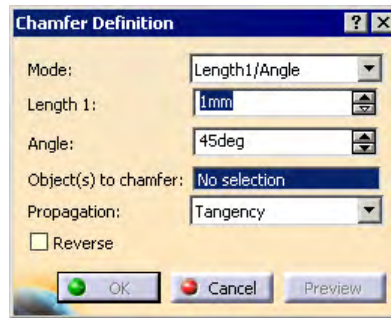 Chamfer Definition
Mode: Length1/Angle
Length 1: 1mm
Angle: 45deg
Object(s) to chamfer: No selection
Propagation: Tangency
Reverse
OK Cancel Preview